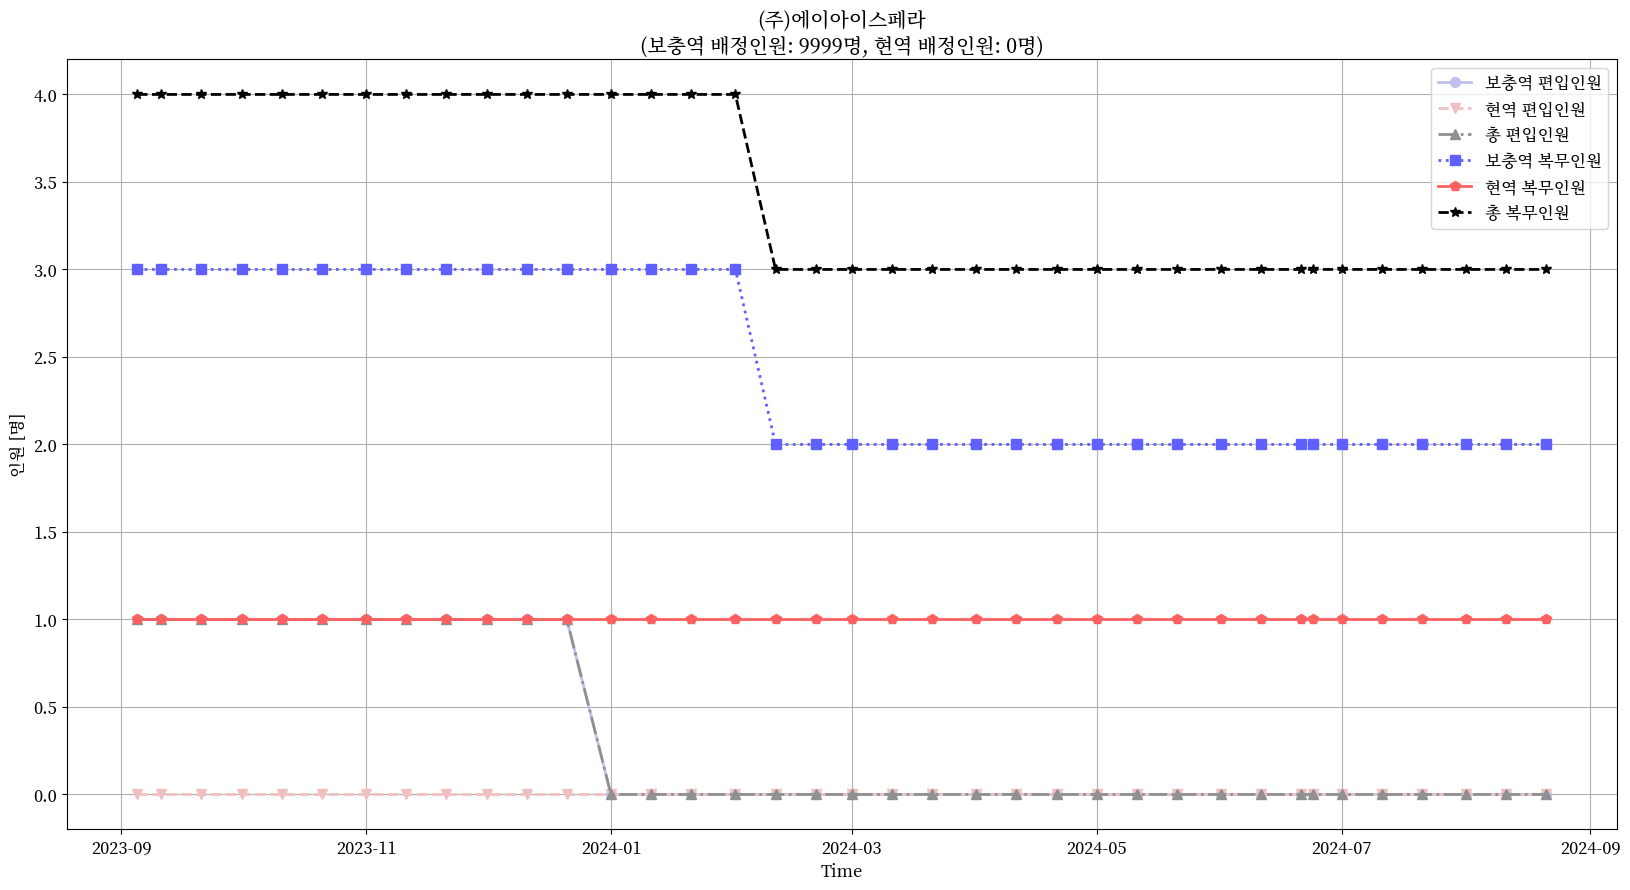 (주)에이아이스페라
(보충역 배정인원: 9999명, 현역 배정인원: 0명)
보충역 편입인원
현역 편입인원
총 편입인원
보충역 복무인원
현역 복무인원
총 복무인원
인원 [명]
4.0
3.5
3.0
2.5
2.0
1.5
1.0
0.5
0.0
2023-09 2023-11 2024-01 2024-03 2024-05 2024-07 2024-09
Time